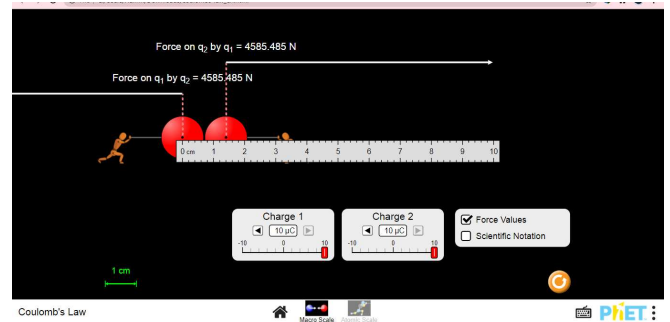 Force on q₂ by q₁ = 4585.485 N
Force on q₁ by q₂ = 4585.485 N
0 cm 1 2 3 4 5 6 7 8 9 10
Charge 1
10 μC
-10 0 10
Charge 2
10 μC
-10 0 10
Force Values
Scientific Notation
1 cm
Coulomb's Law
Macro Scale
Atomic Scale
PhET